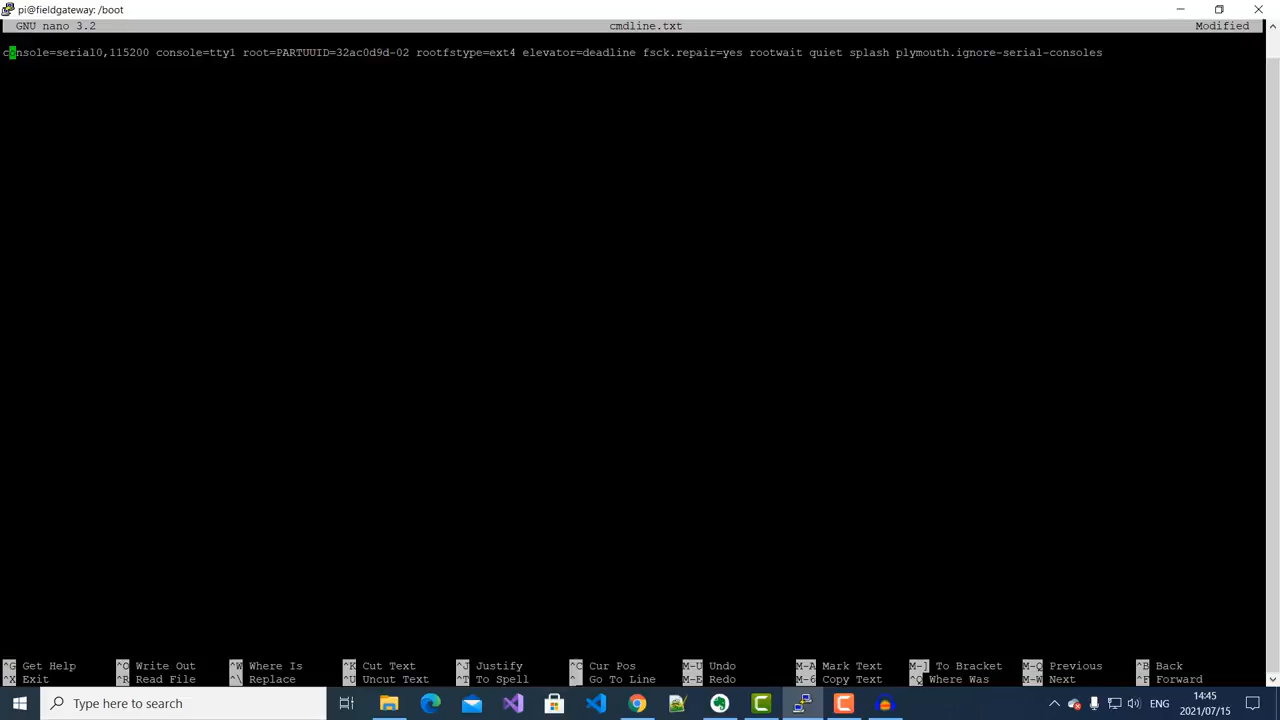 pi@fieldgateway: /boot
GNU nano 3.2 cmdline.txt Modified
console=serial0,115200 console=tty1 root=PARTUUID=32ac0d9d-02 rootfstype=ext4 elevator=deadline fsck.repair=yes rootwait quiet splash plymouth.ignore-serial-consoles
^G Get Help ^O Write Out ^W Where Is ^K Cut Text ^J Justify ^C Cur Pos M-U Undo M-A Mark Text M-] To Bracket M-Q Previous ^B Back
^X Exit ^R Read File ^\ Replace ^U Uncut Text ^T To Spell ^_ Go To Line M-E Redo M-6 Copy Text ^Q Where Was M-W Next ^F Forward
Type here to search
ENG
14:45
2021/07/15